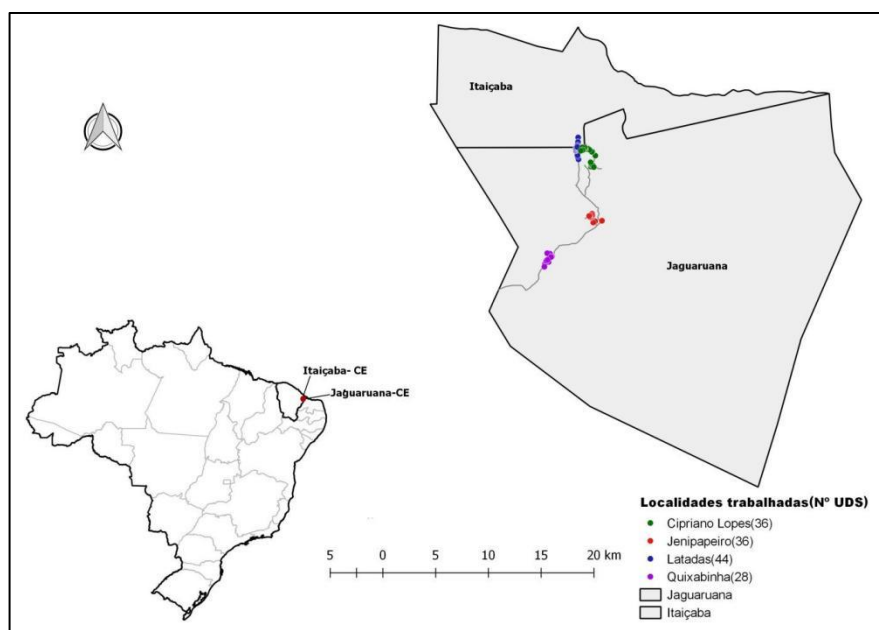 Itaiçaba
Jaguaruana
Itaiçaba- CE
Jaguaruana-CE
Localidades trabalhadas(Nº UDS)
Cipriano Lopes(36)
Jenipapeiro(36)
Latadas(44)
Quixabinha(28)
Jaguaruana
Itaiçaba
5 0 5 10 15 20 km